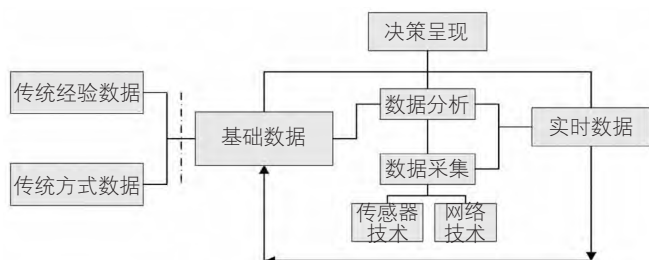 决策呈现
传统经验数据
数据分析
基础数据
实时数据
传统方式数据
数据采集
传感器
技术
网络
技术